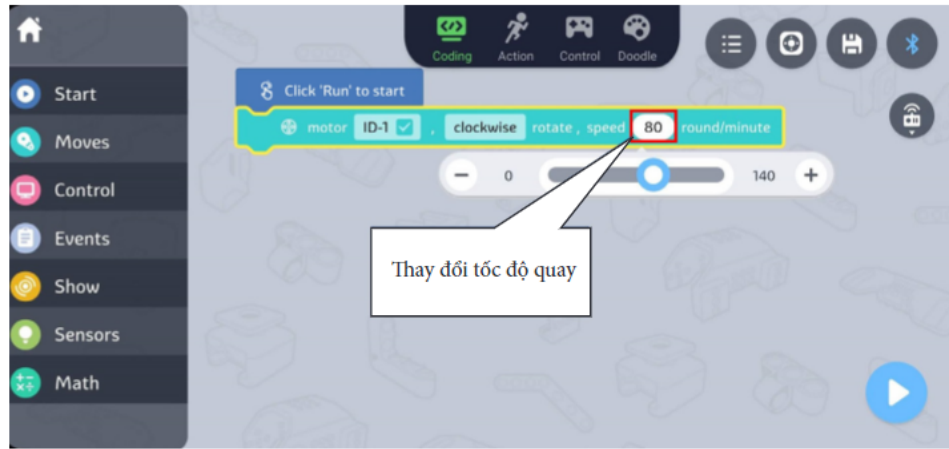 Coding Action Control Doodle
Start
Moves
Control
Events
Show
Sensors
Math
Click 'Run' to start
motor ID-1 , clockwise rotate , speed 80 round/minute
− 0 140 +
Thay đổi tốc độ quay